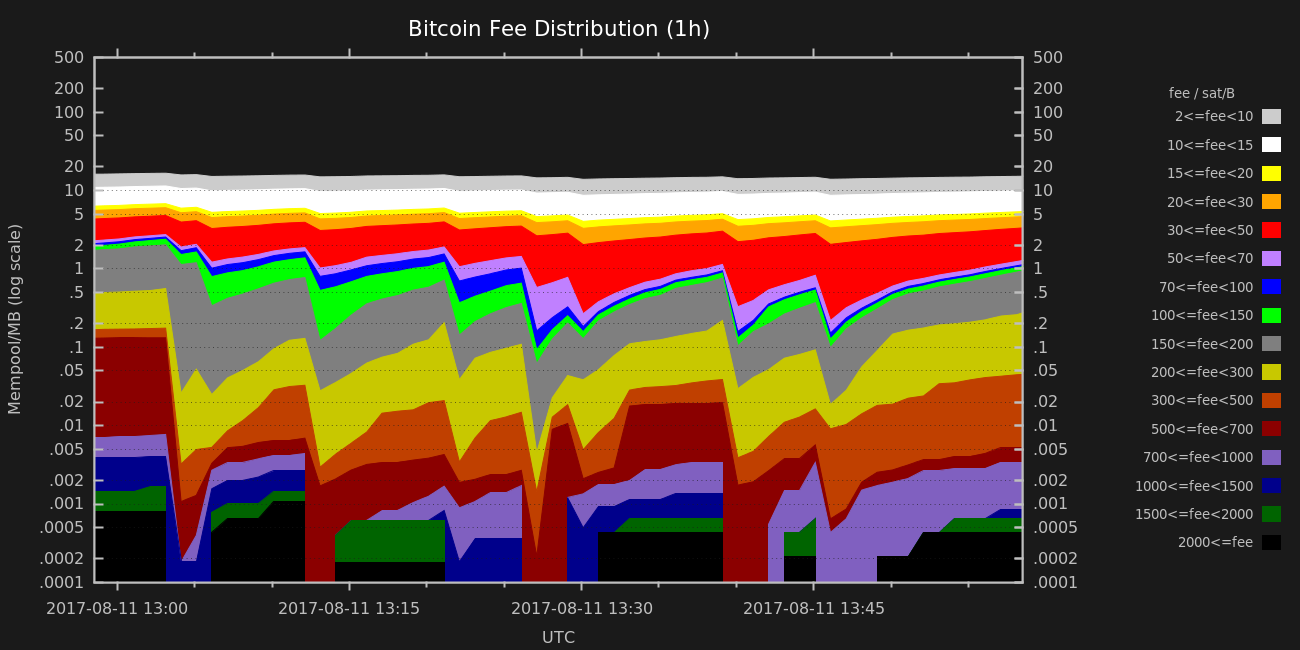 Bitcoin Fee Distribution (1h)
Mempool/MB (log scale)
500
200
100
50
20
10
5
2
1
.5
.2
.1
.05
.02
.01
.005
.002
.001
.0005
.0002
.0001
500
200
100
50
20
10
5
2
1
.5
.2
.1
.05
.02
.01
.005
.002
.001
.0005
.0002
.0001
2017-08-11 13:00
2017-08-11 13:15
2017-08-11 13:30
2017-08-11 13:45
UTC
fee / sat/B
2<=fee<10
10<=fee<15
15<=fee<20
20<=fee<30
30<=fee<50
50<=fee<70
70<=fee<100
100<=fee<150
150<=fee<200
200<=fee<300
300<=fee<500
500<=fee<700
700<=fee<1000
1000<=fee<1500
1500<=fee<2000
2000<=fee